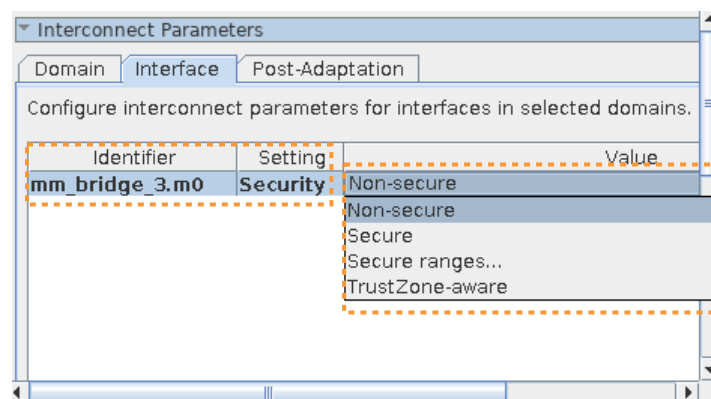 Interconnect Parameters
Domain Interface Post-Adaptation
Configure interconnect parameters for interfaces in selected domains.
Identifier Setting Value
mm_bridge_3.m0 Security Non-secure
Non-secure
Secure
Secure ranges...
TrustZone-aware